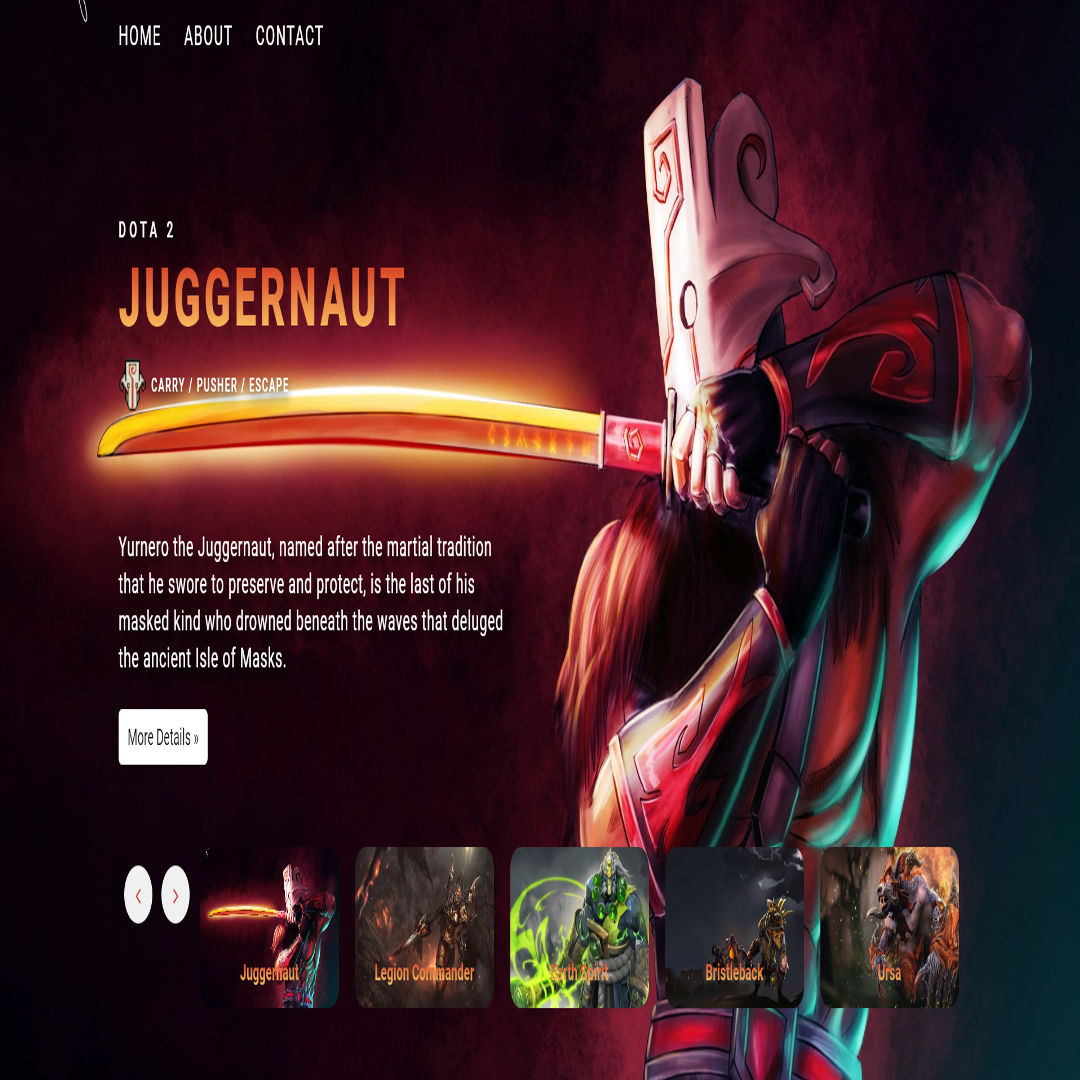 HOME ABOUT CONTACT
DOTA 2
JUGGERNAUT
CARRY / PUSHER / ESCAPE
Yurnero the Juggernaut, named after the martial tradition
that he swore to preserve and protect, is the last of his
masked kind who drowned beneath the waves that deluged
the ancient Isle of Masks.
More Details »
Juggernaut Legion Commander Earth Spirit Bristleback Ursa